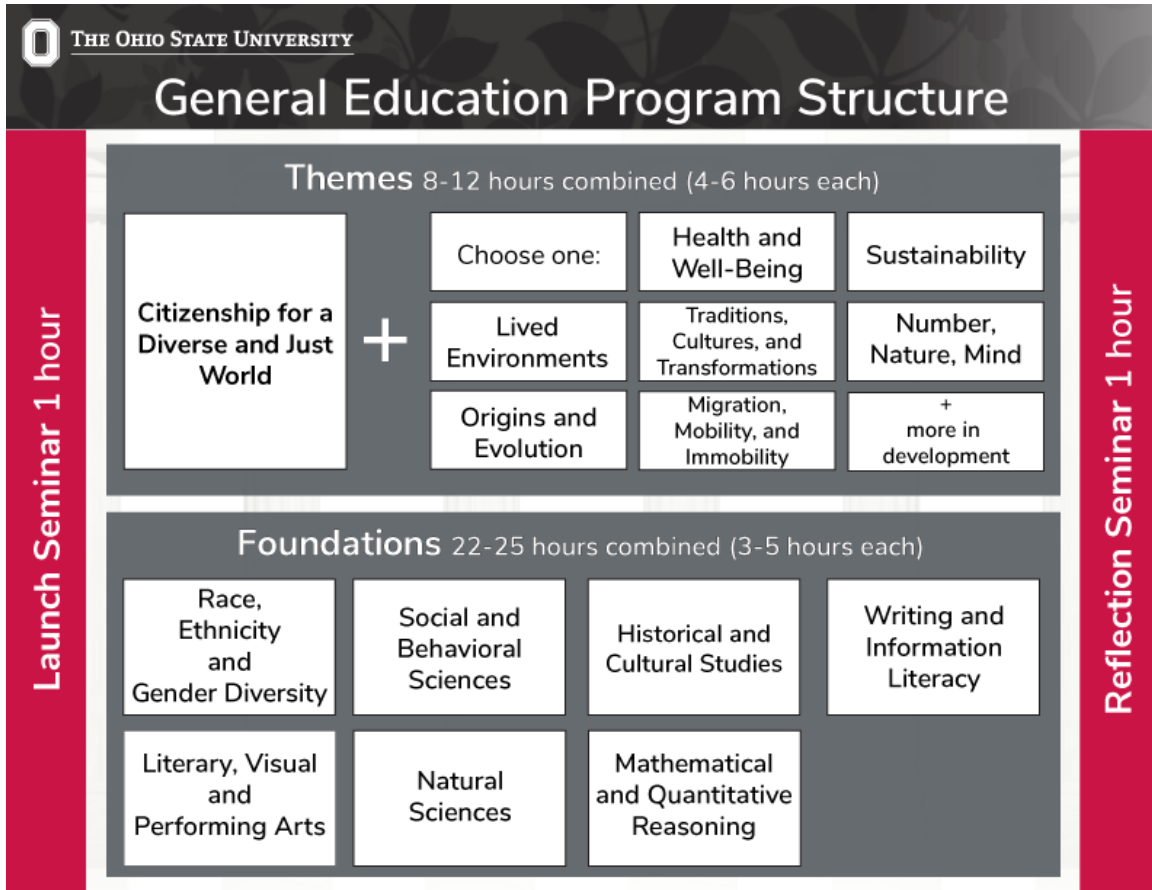 THE OHIO STATE UNIVERSITY
General Education Program Structure
Launch Seminar 1 hour
Themes 8-12 hours combined (4-6 hours each)
Citizenship for a
Diverse and Just
World
+
Choose one:
Health and
Well-Being
Sustainability
Lived
Environments
Traditions,
Cultures, and
Transformations
Number,
Nature, Mind
Origins and
Evolution
Migration,
Mobility, and
Immobility
+
more in
development
Foundations 22-25 hours combined (3-5 hours each)
Race,
Ethnicity
and
Gender Diversity
Social and
Behavioral
Sciences
Historical and
Cultural Studies
Writing and
Information
Literacy
Literary, Visual
and
Performing Arts
Natural
Sciences
Mathematical
and Quantitative
Reasoning
Reflection Seminar 1 hour